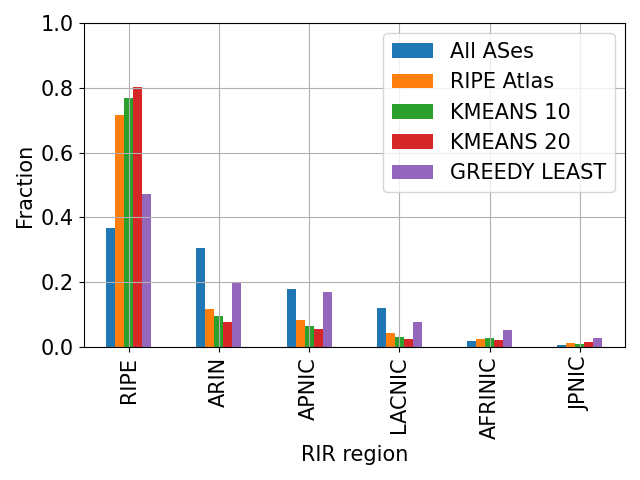 1.0
0.8
0.6
0.4
0.2
0.0
Fraction
All ASes
RIPE Atlas
KMEANS 10
KMEANS 20
GREEDY LEAST
RIPE
ARIN
APNIC
LACNIC
AFRINIC
JPNIC
RIR region